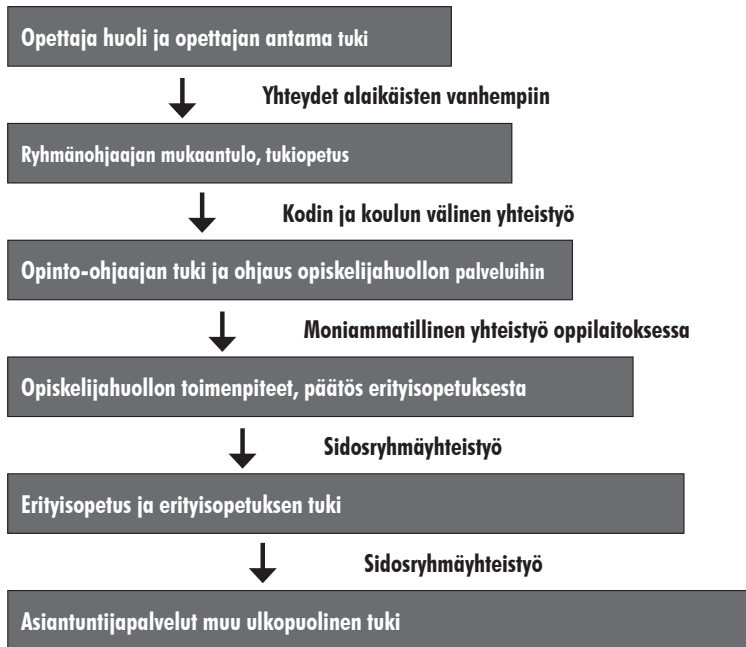 Opettaja huoli ja opettajan antama tuki
Yhteydet alaikäisten vanhempiin
Ryhmänohjaajan mukaantulo, tukiopetus
Kodin ja koulun välinen yhteistyö
Opinto-ohjaajan tuki ja ohjaus opiskelijahuollon palveluihin
Moniammatillinen yhteistyö oppilaitoksessa
Opiskelijahuollon toimenpiteet, päätös erityisopetuksesta
Sidosryhmäyhteistyö
Erityisopetus ja erityisopetuksen tuki
Sidosryhmäyhteistyö
Asiantuntijapalvelut muu ulkopuolinen tuki